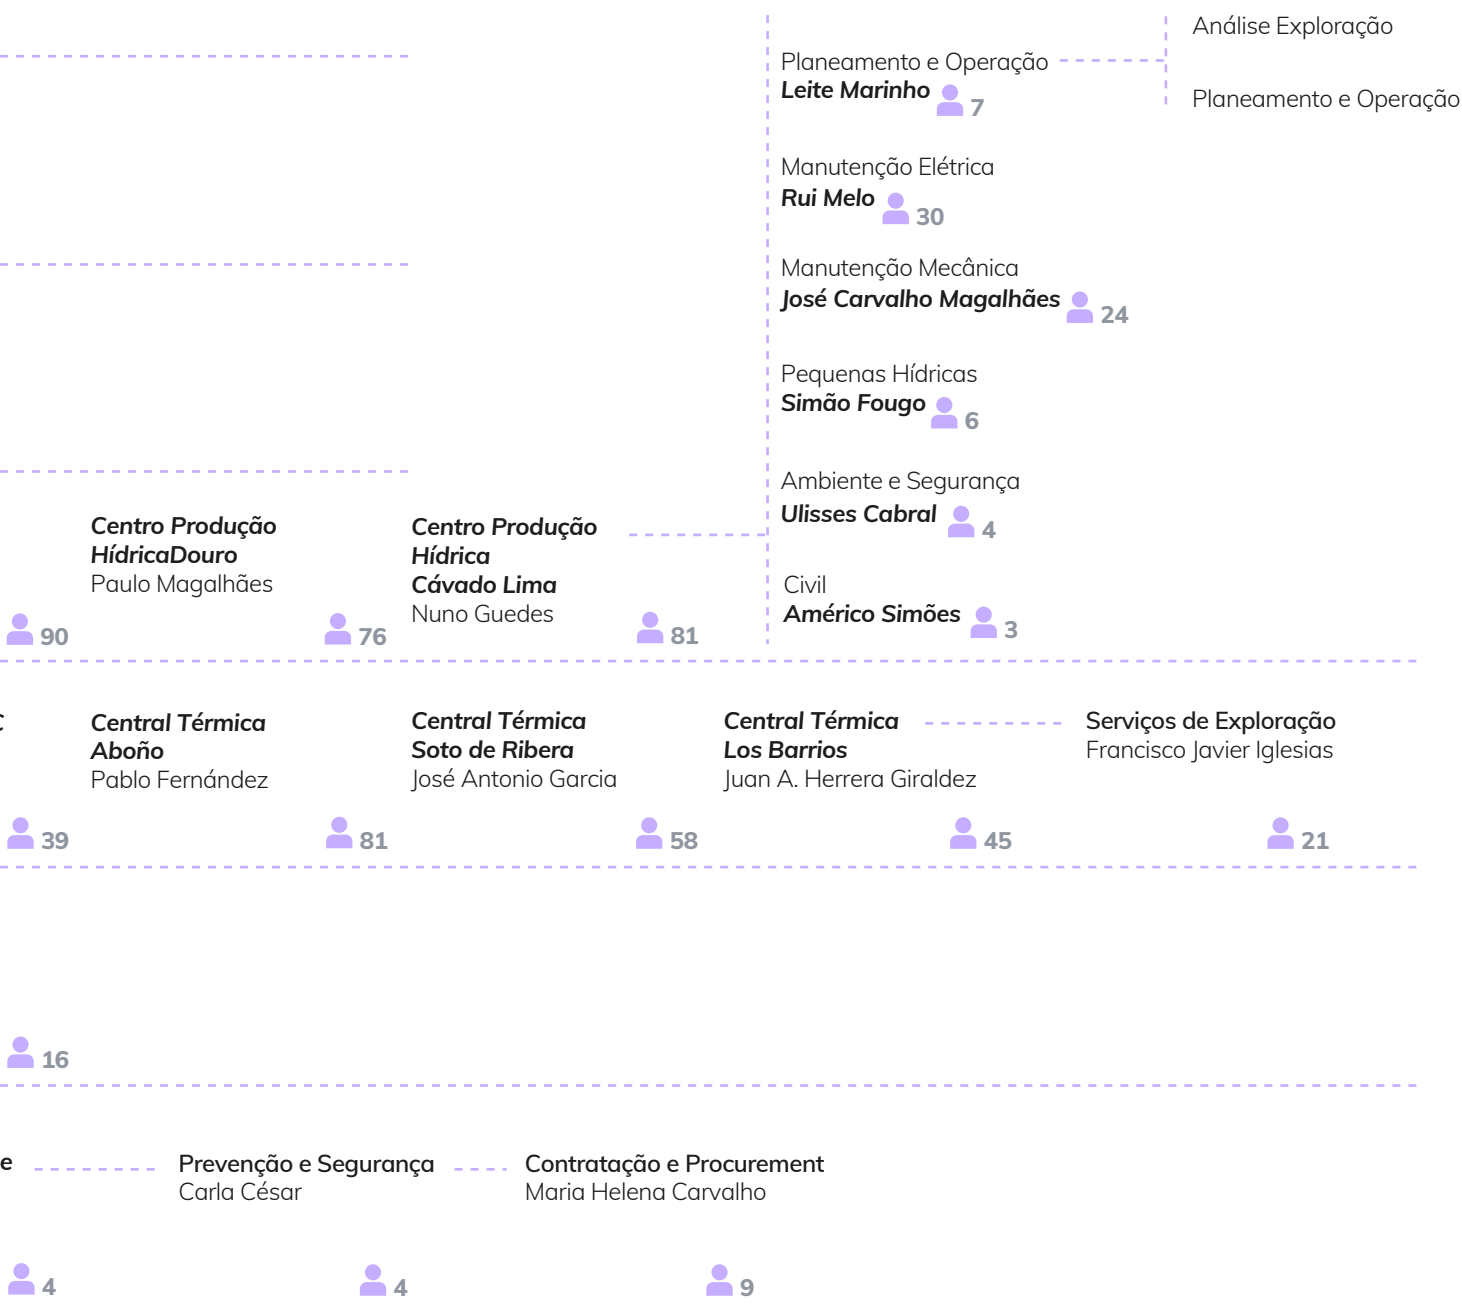 Análise Exploração
Planeamento e Operação
Leite Marinho
7
Planeamento e Operação
Manutenção Elétrica
Rui Melo
30
Manutenção Mecânica
José Carvalho Magalhães
24
Pequenas Hídricas
Simão Fougo
6
Ambiente e Segurança
Ulisses Cabral
4
Civil
Américo Simões
3
90
Centro Produção
HídricaDouro
Paulo Magalhães
76
Centro Produção
Hídrica
Cávado Lima
Nuno Guedes
81
39
Central Térmica
Aboño
Pablo Fernández
81
Central Térmica
Soto de Ribera
José Antonio Garcia
58
Central Térmica
Los Barrios
Juan A. Herrera Giraldez
45
Serviços de Exploração
Francisco Javier Iglesias
21
16
e
4
Prevenção e Segurança
Carla César
4
Contratação e Procurement
Maria Helena Carvalho
9